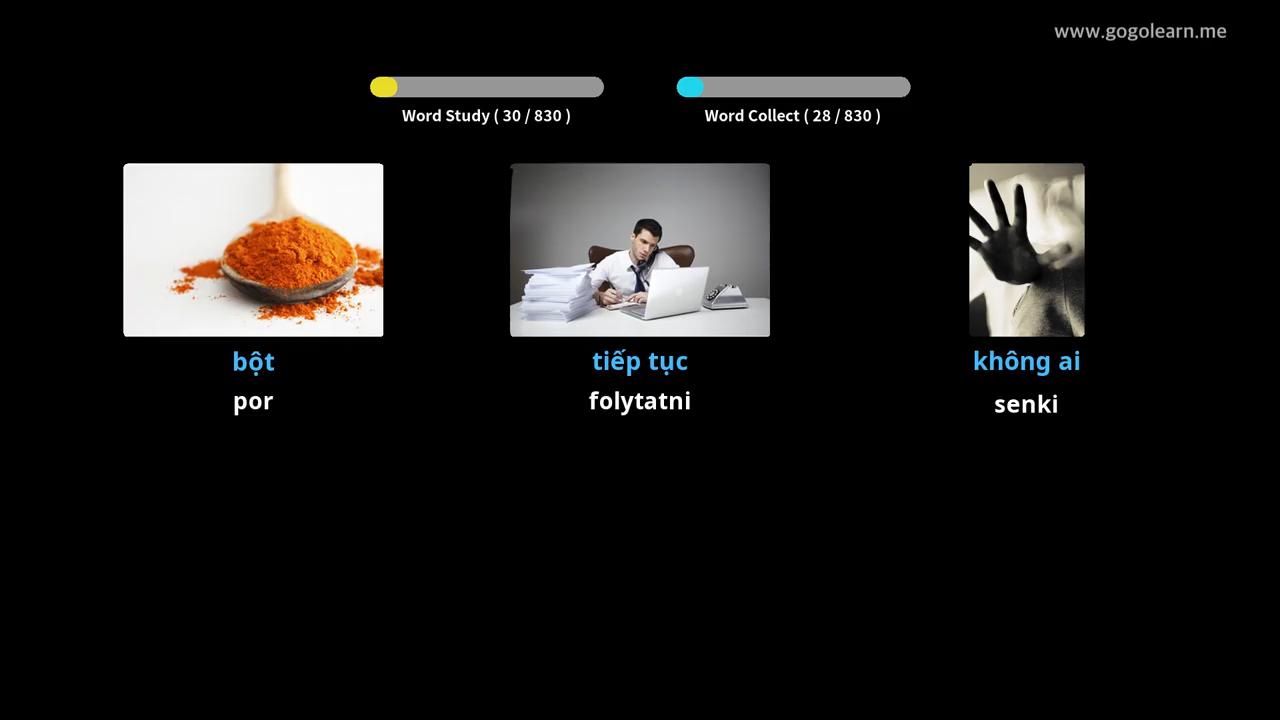 www.gogolearn.me
Word Study ( 30 / 830 )
Word Collect ( 28 / 830 )
bột
por
tiếp tục
folytatni
không ai
senki